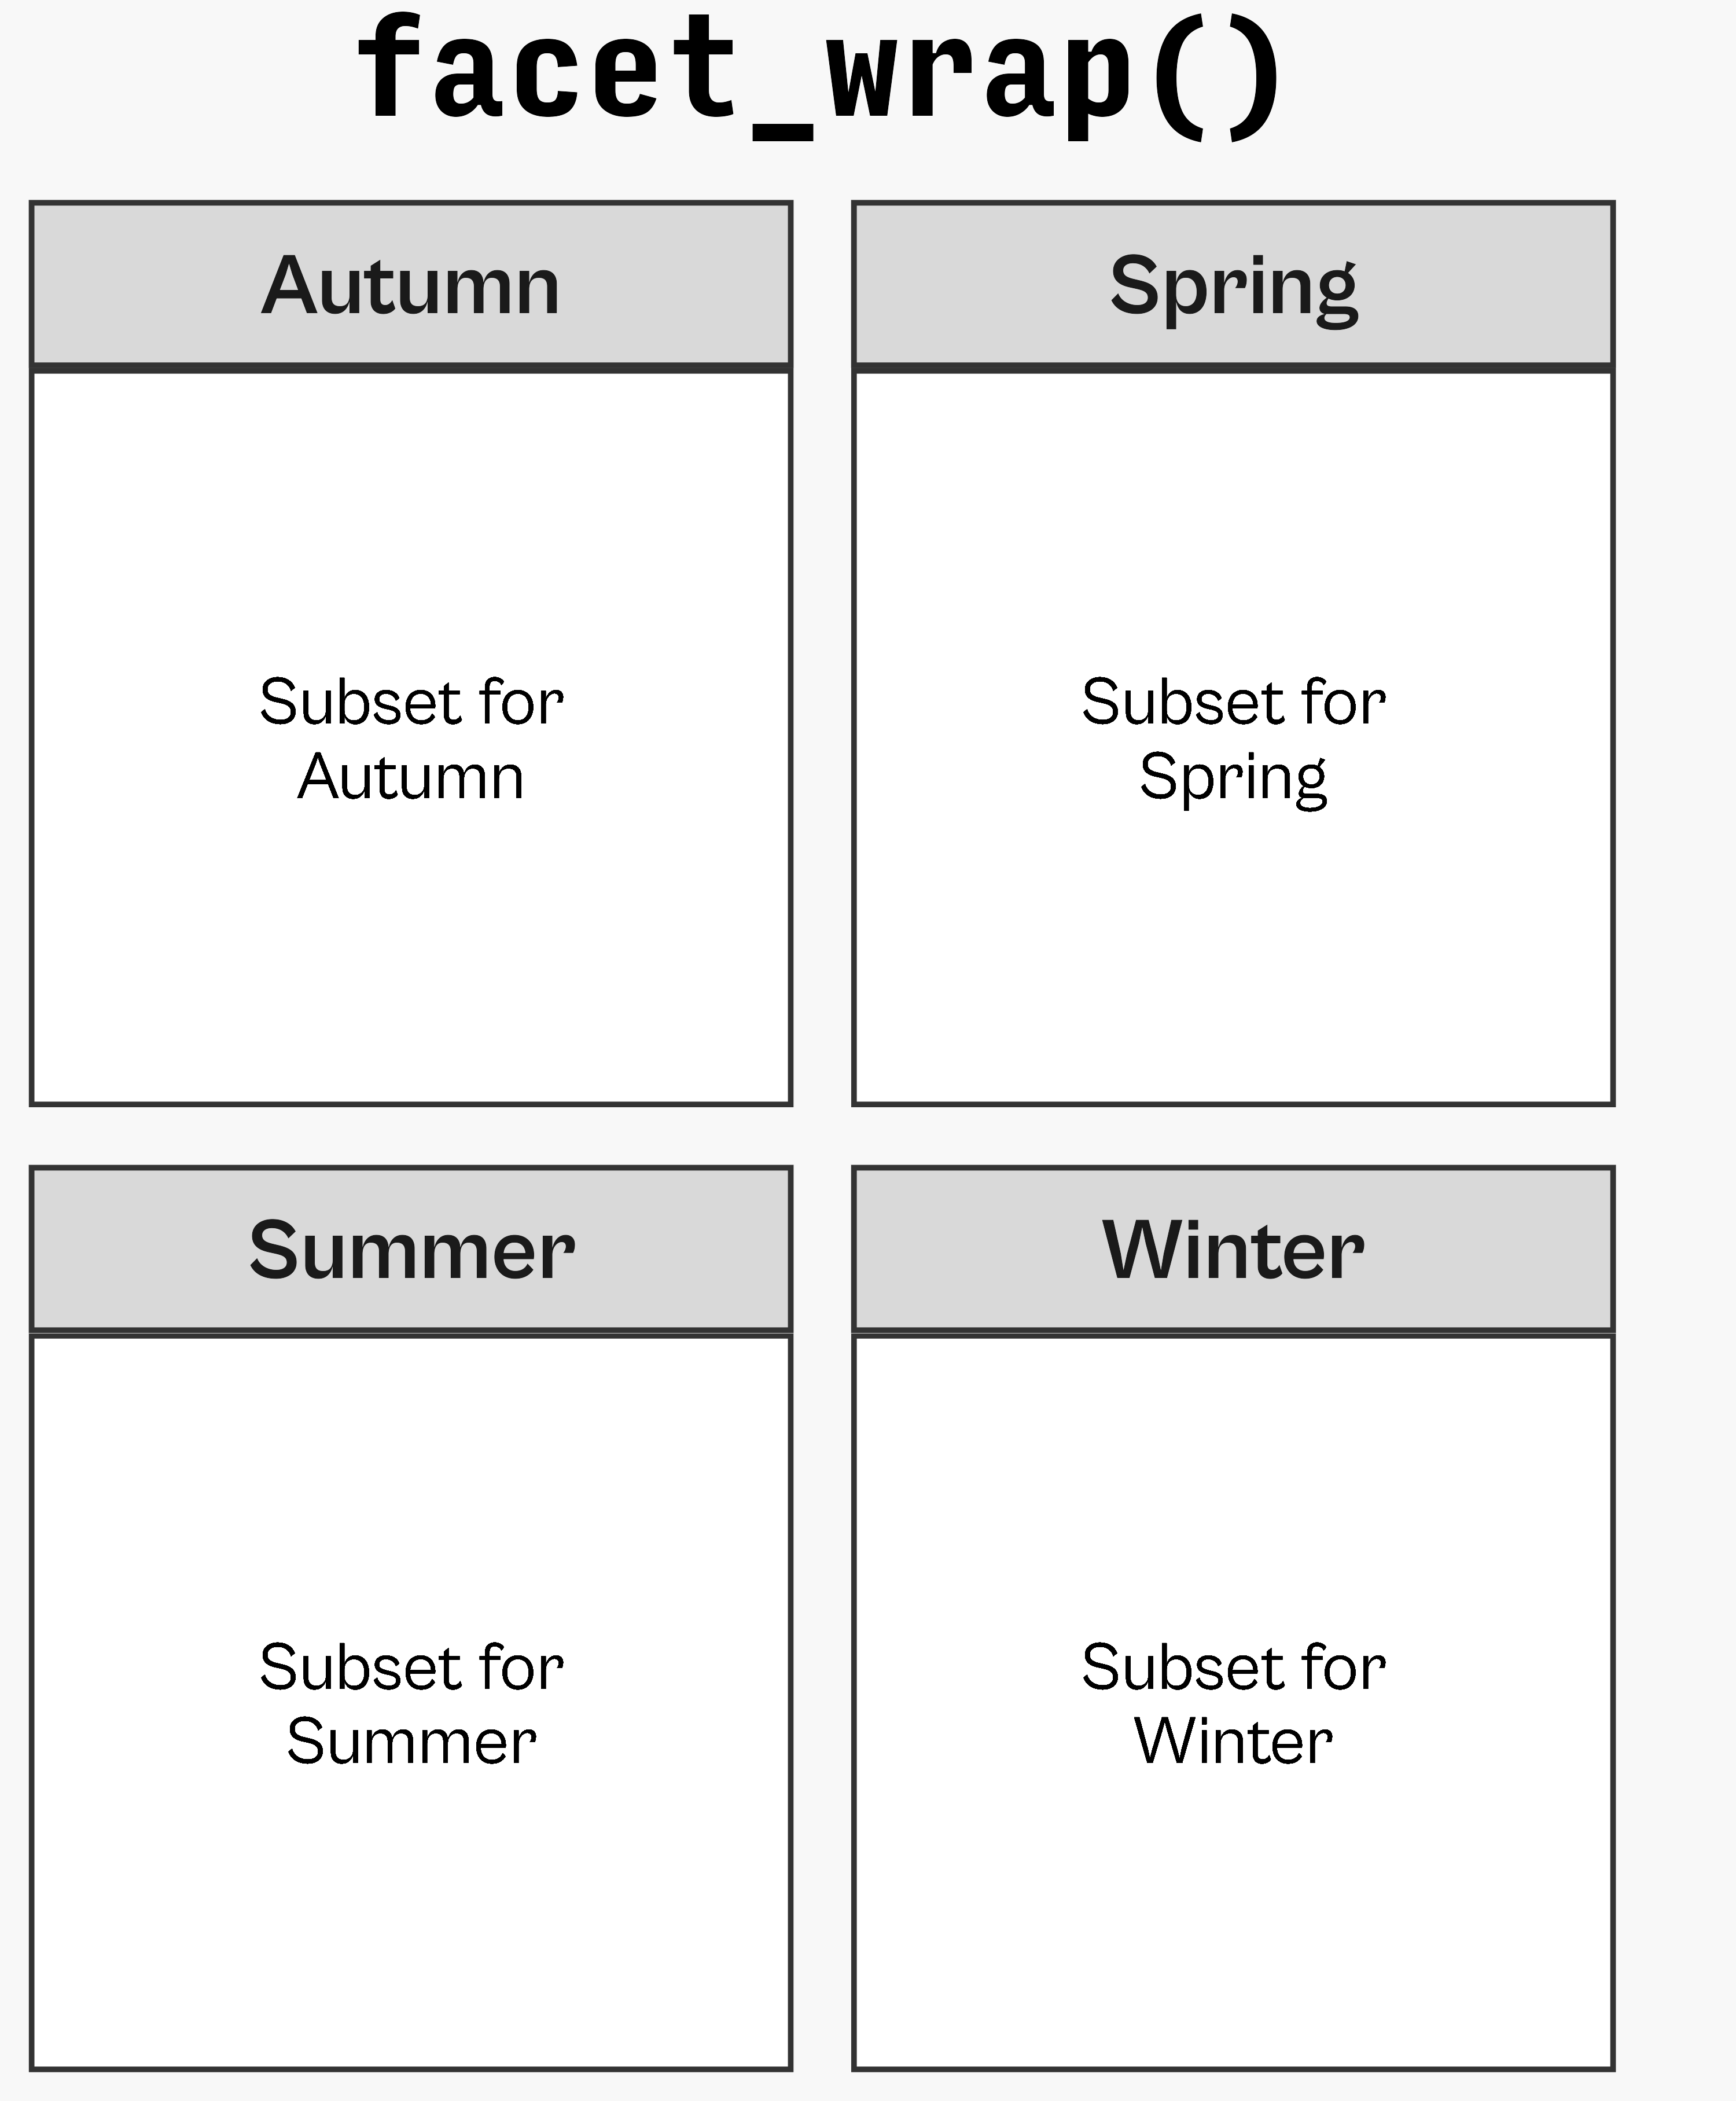 facet_wrap()
Autumn
Spring
Subset for
Autumn
Subset for
Spring
Summer
Winter
Subset for
Summer
Subset for
Winter